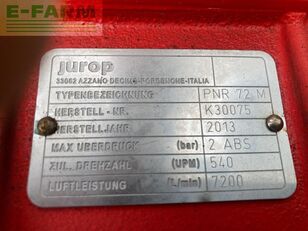 E-FARM
jurop
33082 AZZANO DECIMO-PORDENONE-ITALIA
TYPENBEZEICHNUNG PNR 72 M
HERSTELL - NR. K30075
HERSTELLJAHR 2013
MAX ÜBERDRUCK (bar) 2 ABS
ZUL. DREHZAHL (UPM) 540
LUFTLEISTUNG (L/min) 7200